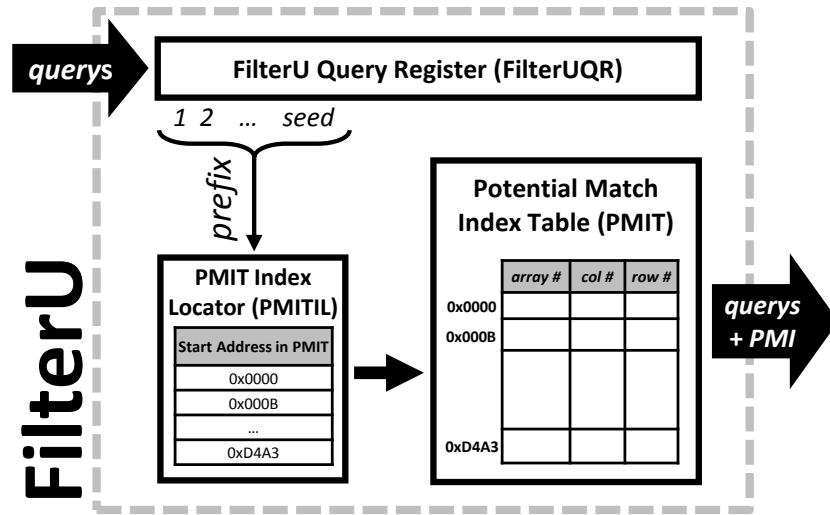 querys
FilterU Query Register (FilterUQR)
1 2 ... seed
prefix
FilterU
PMIT Index
Locator (PMITIL)
Start Address in PMIT
0x0000
0x000B
...
0xD4A3
Potential Match
Index Table (PMIT)
array # col # row #
0x0000
0x000B
0xD4A3
querys
+ PMI